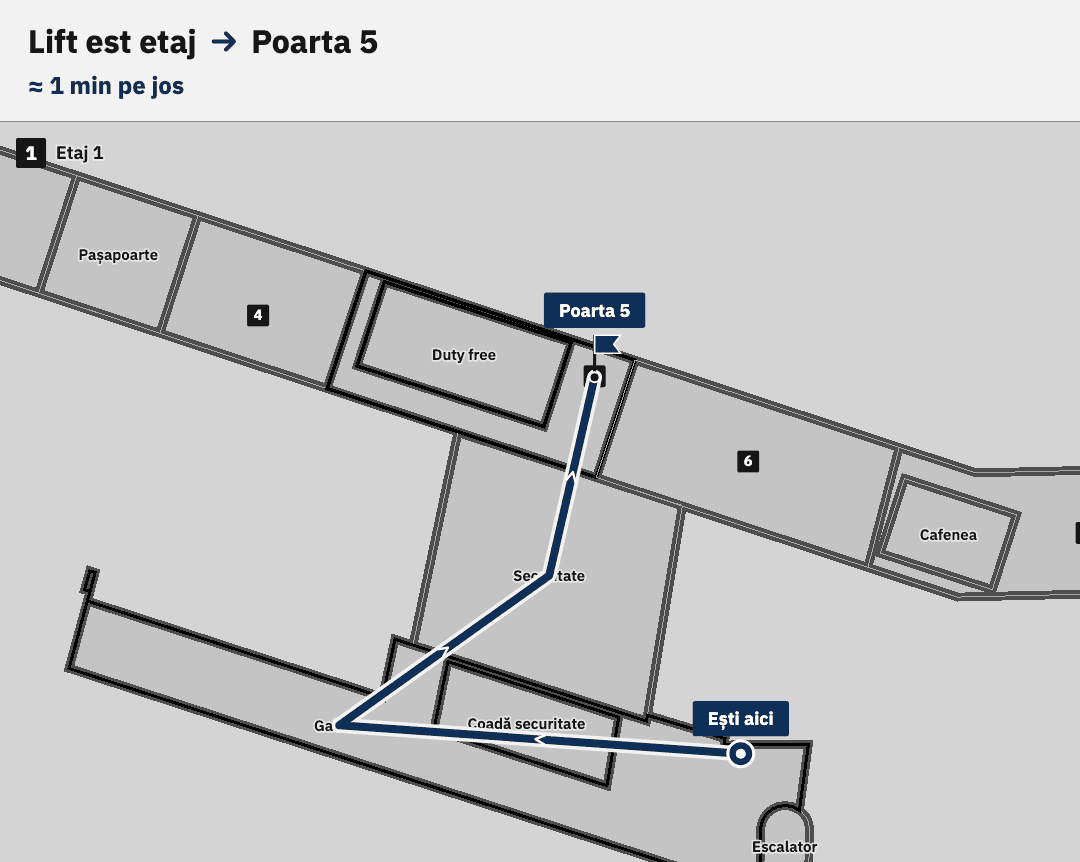 Lift est etaj → Poarta 5
≈ 1 min pe jos
1 Etaj 1
Pașapoarte
4
Poarta 5
Duty free
6
Cafenea
Ești aici
Coadă securitate
Escalator